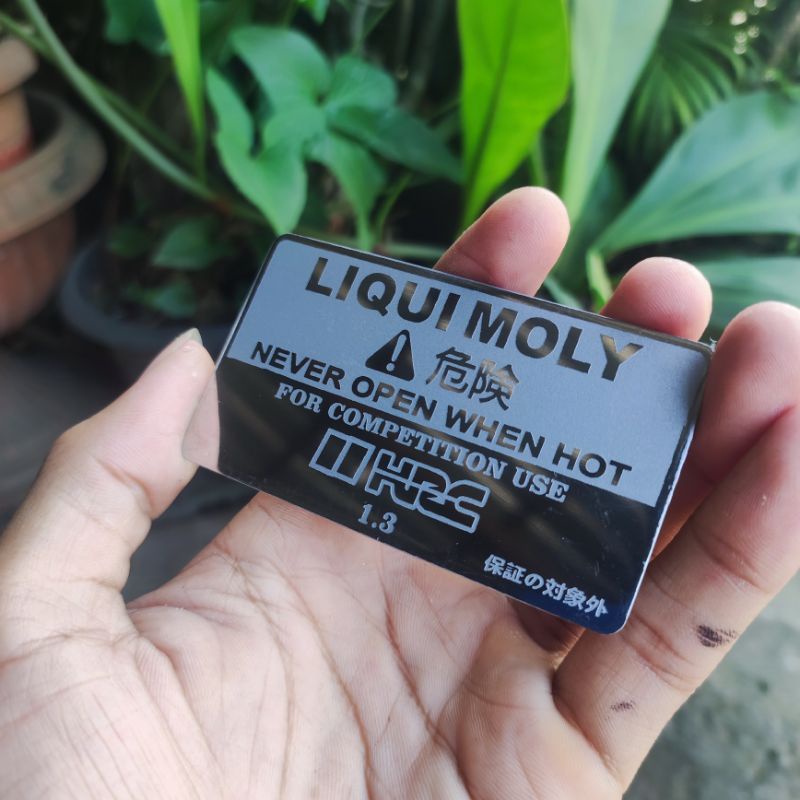 LIQUI MOLY
危険
NEVER OPEN WHEN HOT
FOR COMPETITION USE
HRC
1.3
保証の対象外